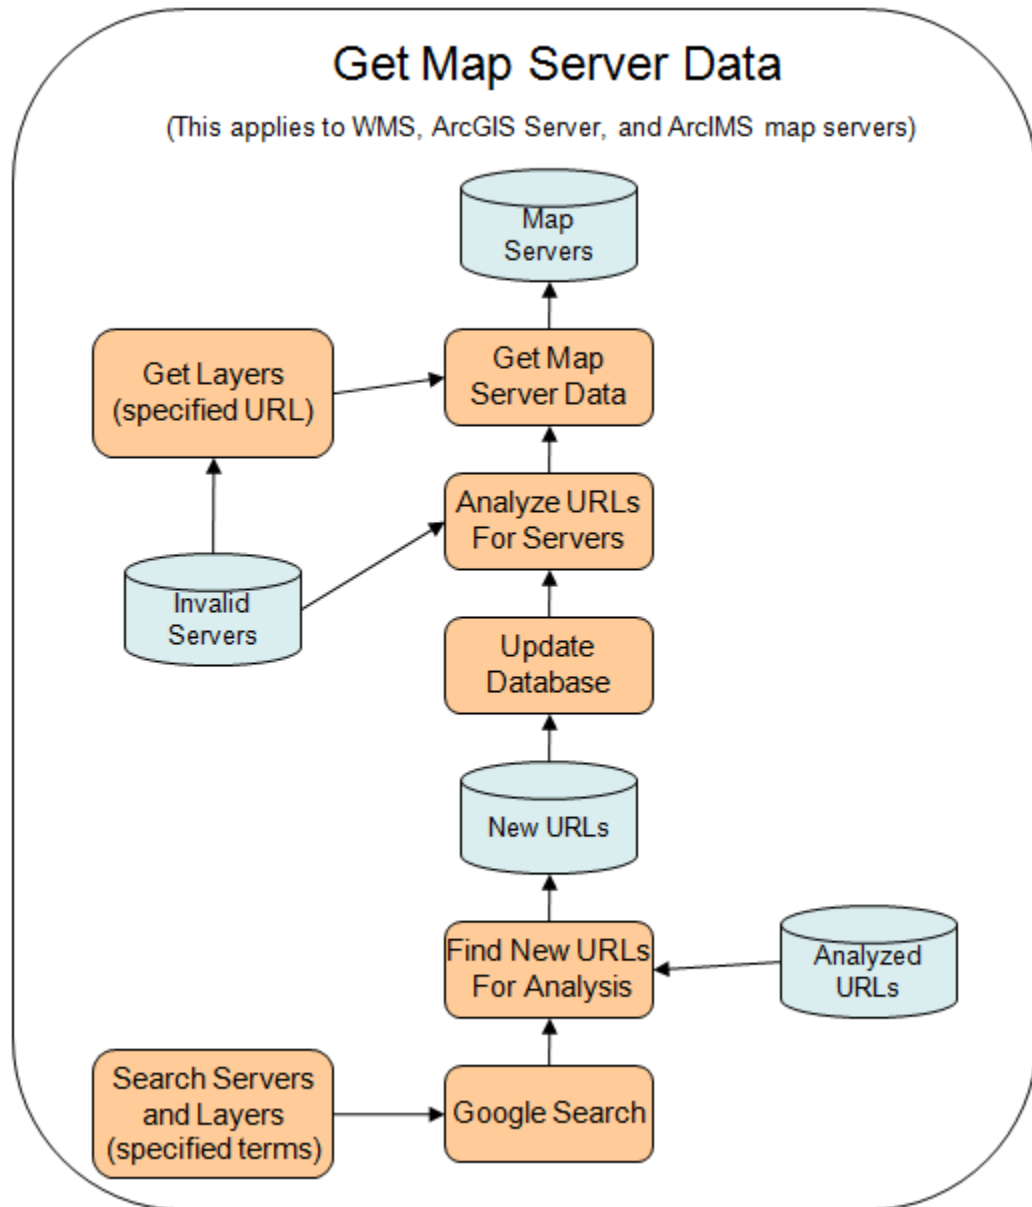 Get Map Server Data
(This applies to WMS, ArcGIS Server, and ArcIMS map servers)
Map
Servers
Get Layers
(specified URL)
Get Map
Server Data
Analyze URLs
For Servers
Invalid
Servers
Update
Database
New URLs
Find New URLs
For Analysis
Analyzed
URLs
Search Servers
and Layers
(specified terms)
Google Search